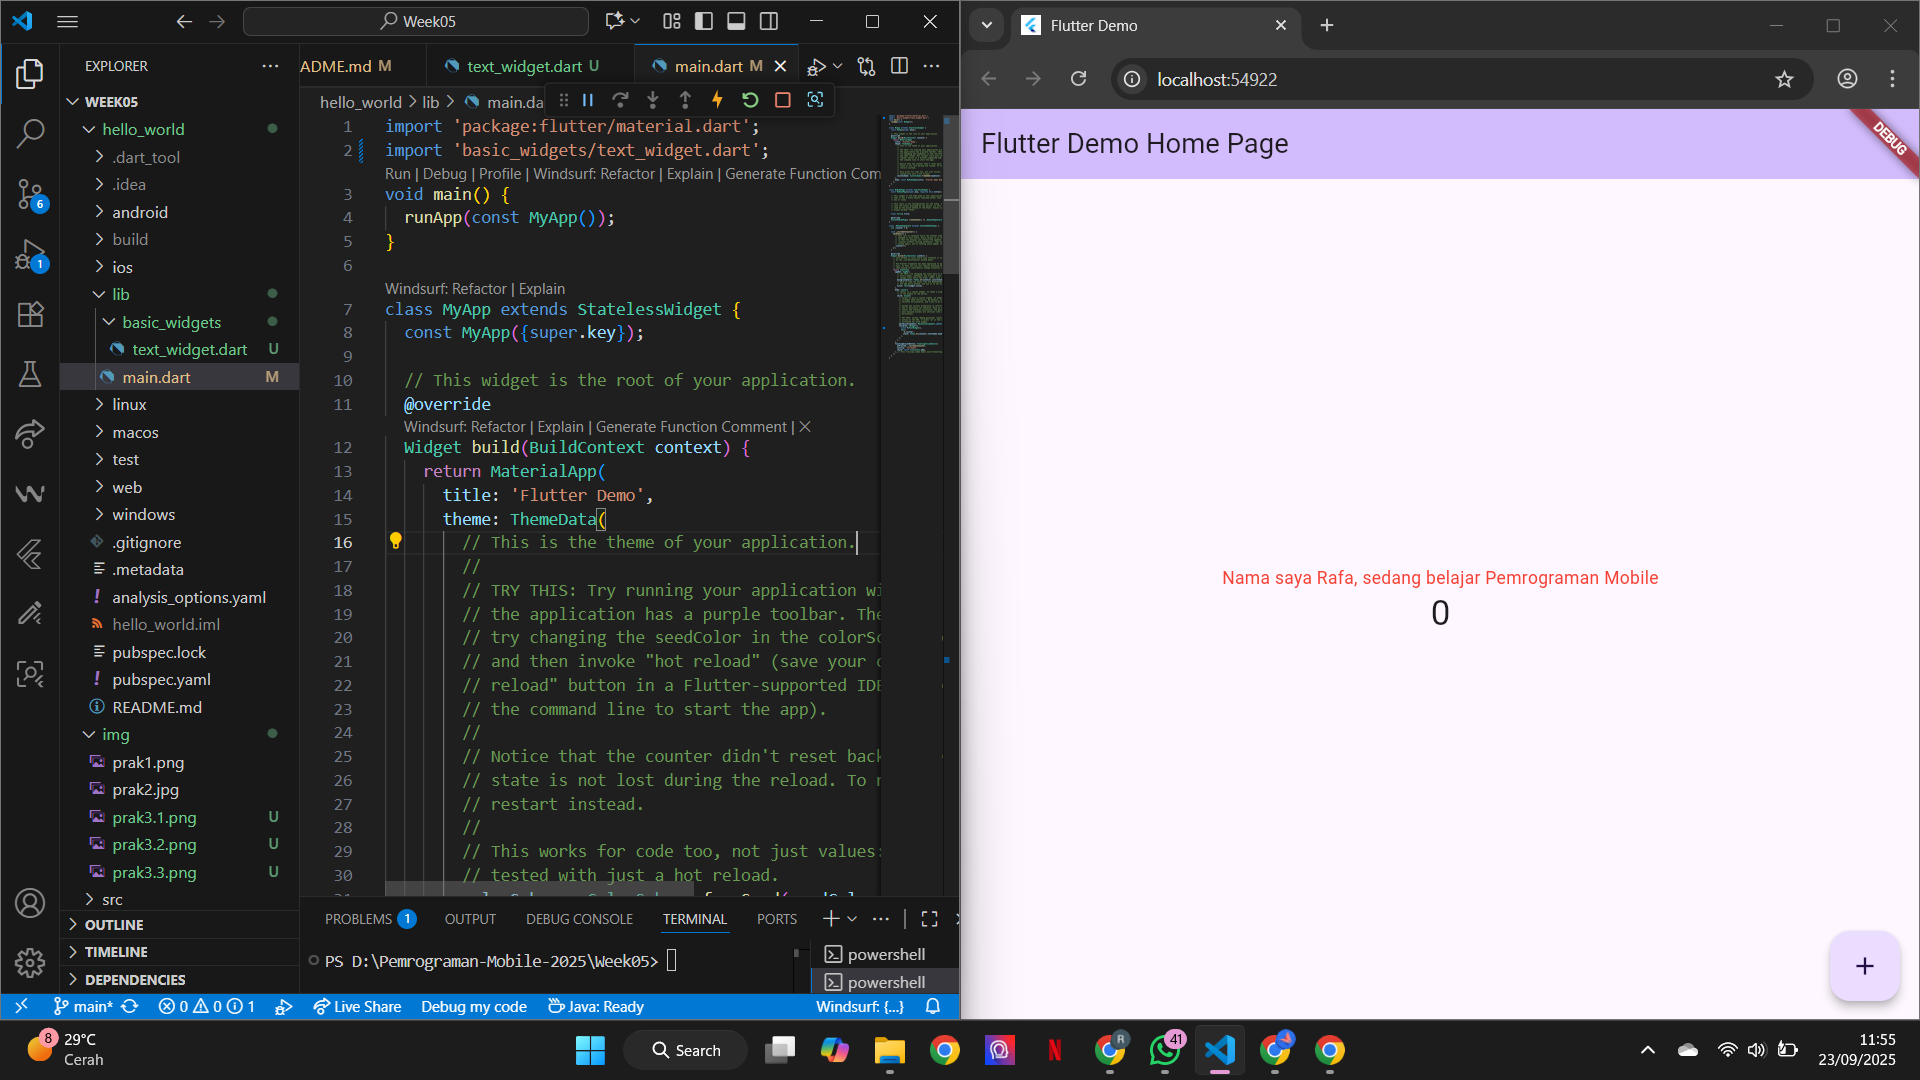 Week05
EXPLORER
WEEK05
hello_world
.dart_tool
.idea
android
build
ios
lib
basic_widgets
text_widget.dart U
main.dart M
linux
macos
test
web
windows
.gitignore
.metadata
! analysis_options.yaml
hello_world.iml
pubspec.lock
! pubspec.yaml
README.md
img
prak1.png
prak2.jpg
prak3.1.png U
prak3.2.png U
prak3.3.png U
src
OUTLINE
TIMELINE
DEPENDENCIES
6
1
ADME.md M
text_widget.dart U
main.dart M
hello_world > lib > main.da
1 import 'package:flutter/material.dart';
2 import 'basic_widgets/text_widget.dart';
Run | Debug | Profile | Windsurf: Refactor | Explain | Generate Function Com
3 void main() {
4 runApp(const MyApp());
5 }
6
Windsurf: Refactor | Explain
7 class MyApp extends StatelessWidget {
8 const MyApp({super.key});
9
10 // This widget is the root of your application.
11 @override
Windsurf: Refactor | Explain | Generate Function Comment | X
12 Widget build(BuildContext context) {
13 return MaterialApp(
14 title: 'Flutter Demo',
15 theme: ThemeData(
16 // This is the theme of your application.
17 //
18 // TRY THIS: Try running your application wi
19 // the application has a purple toolbar. The
20 // try changing the seedColor in the colorSc
21 // and then invoke "hot reload" (save your c
22 // reload" button in a Flutter-supported IDE
23 // the command line to start the app).
24 //
25 // Notice that the counter didn't reset back
26 // state is not lost during the reload. To r
27 // restart instead.
28 //
29 // This works for code too, not just values:
30 // tested with just a hot reload.
PROBLEMS 1 OUTPUT DEBUG CONSOLE TERMINAL PORTS
PS D:\Pemrograman-Mobile-2025\Week05>
powershell
powershell
main* 0 0 1 Live Share Debug my code Java: Ready Windsurf: {...}
Flutter Demo
localhost:54922
Flutter Demo Home Page
DEBUG
Nama saya Rafa, sedang belajar Pemrograman Mobile
0
+
8
29°C
Cerah
Search
R
41
11:55
23/09/2025